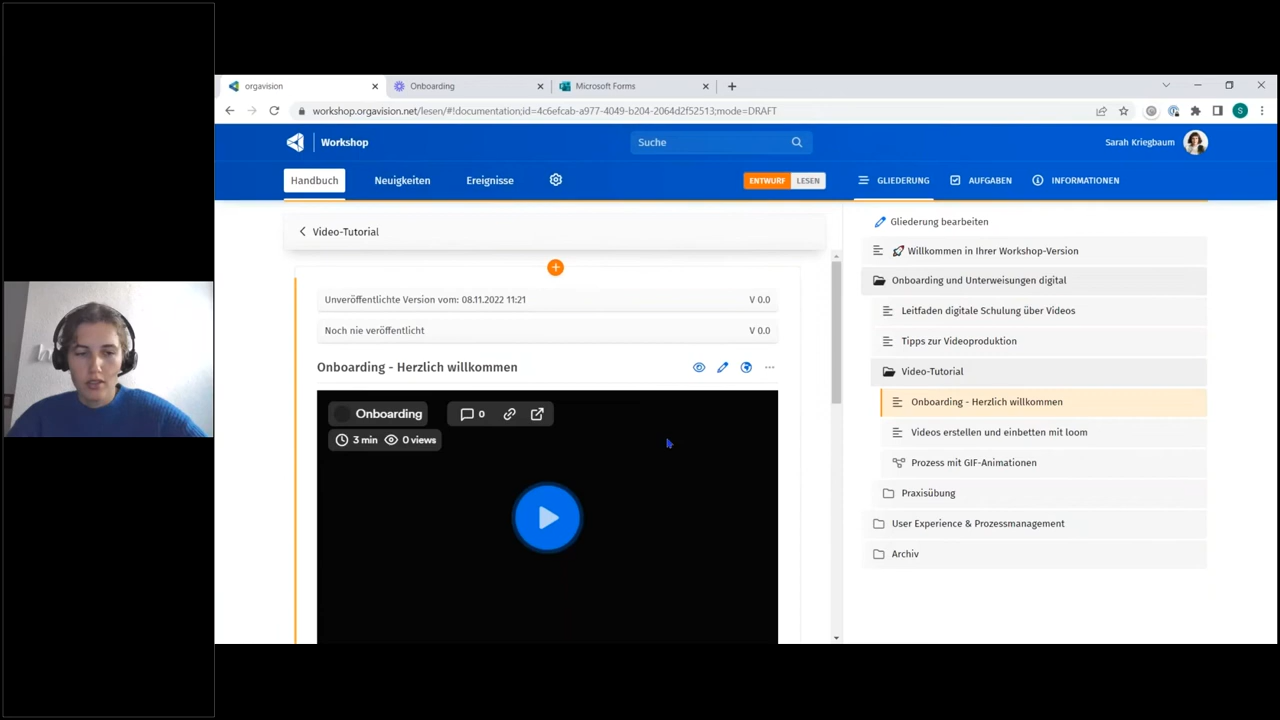 orgavision
Onboarding
Microsoft Forms
workshop.orgavision.net/lesen/#!documentation;id=4c6efcab-a977-4049-b204-2064d2f52513;mode=DRAFT
S
Workshop
Suche
Sarah Kriegbaum
Handbuch
Neuigkeiten
Ereignisse
ENTWURF
LESEN
GLIEDERUNG
AUFGABEN
INFORMATIONEN
Video-Tutorial
Unveröffentlichte Version vom: 08.11.2022 11:21
V 0.0
Noch nie veröffentlicht
V 0.0
Onboarding - Herzlich willkommen
Onboarding
0
3 min
0 views
Gliederung bearbeiten
🚀 Willkommen in Ihrer Workshop-Version
Onboarding und Unterweisungen digital
Leitfaden digitale Schulung über Videos
Tipps zur Videoproduktion
Video-Tutorial
Onboarding - Herzlich willkommen
Videos erstellen und einbetten mit loom
Prozess mit GIF-Animationen
Praxisübung
User Experience & Prozessmanagement
Archiv